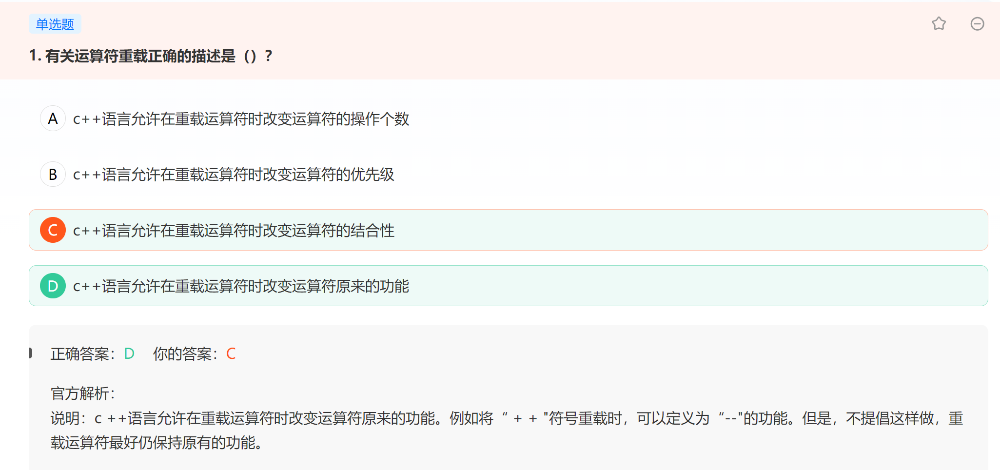 单选题
1. 有关运算符重载正确的描述是（）？
A c++语言允许在重载运算符时改变运算符的操作个数
B c++语言允许在重载运算符时改变运算符的优先级
C c++语言允许在重载运算符时改变运算符的结合性
D c++语言允许在重载运算符时改变运算符原来的功能
正确答案：D 你的答案：C
官方解析：
说明：c ++语言允许在重载运算符时改变运算符原来的功能。例如将“ + + "符号重载时，可以定义为“--"的功能。但是，不提倡这样做，重
载运算符最好仍保持原有的功能。